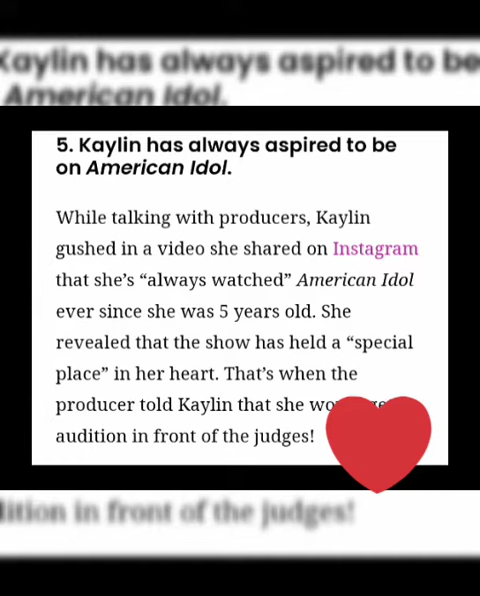 Kaylin has always aspired to be
American Idol.
5. Kaylin has always aspired to be
on American Idol.
While talking with producers, Kaylin
gushed in a video she shared on Instagram
that she's “always watched” American Idol
ever since she was 5 years old. She
revealed that the show has held a “special
place” in her heart. That's when the
producer told Kaylin that she
audition in front of the judges!
in front of the judges!